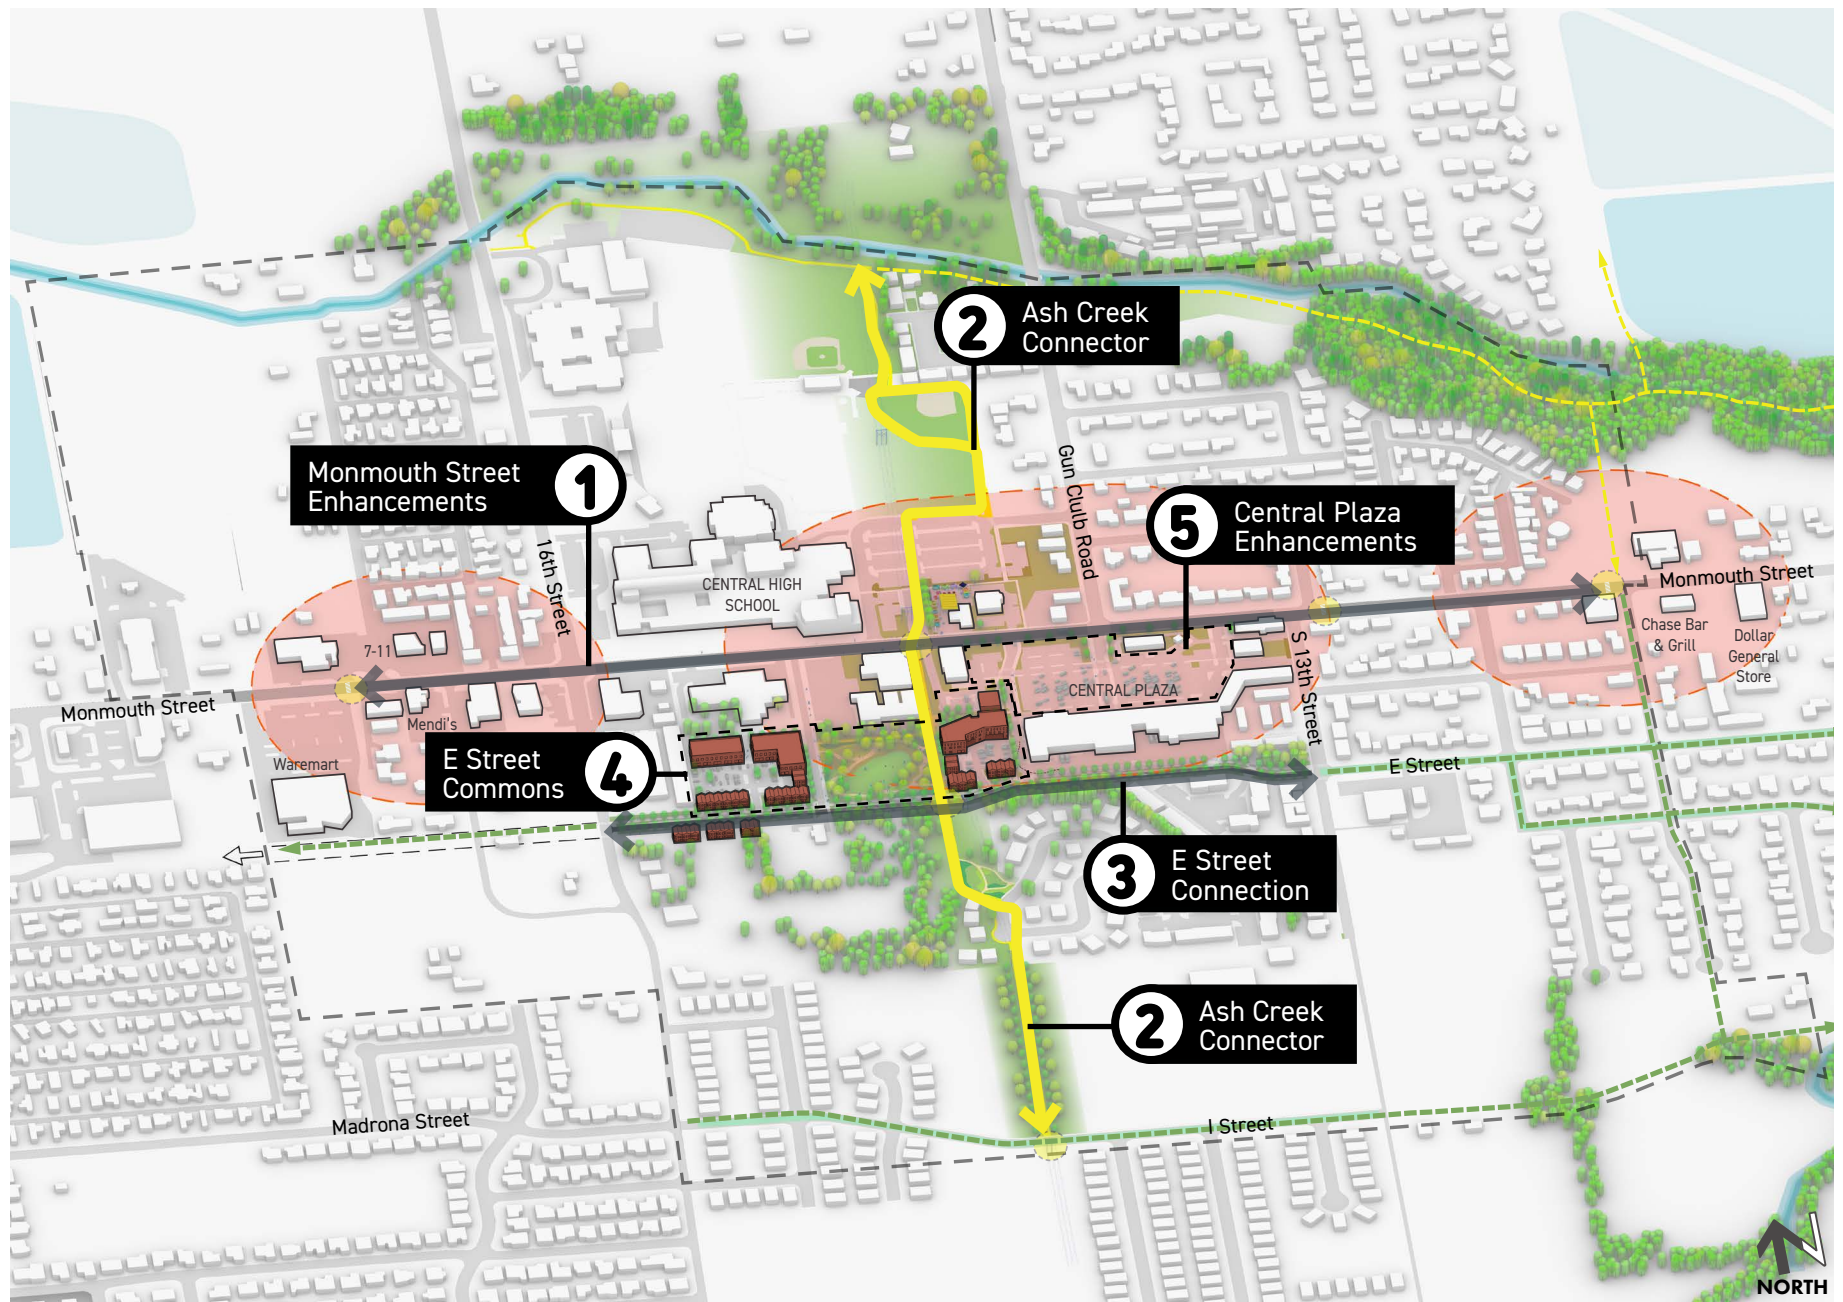 2
Ash Creek
Connector
1
Monmouth Street
Enhancements
Gun Clulb Road
5
Central Plaza
Enhancements
16th Street
CENTRAL HIGH
SCHOOL
Monmouth Street
Chase Bar
& Grill
Dollar
General
Store
7-11
S 13th Street
CENTRAL PLAZA
Monmouth Street
Mendi's
Waremart
4
E Street
Commons
E Street
3
E Street
Connection
2
Ash Creek
Connector
Madrona Street
I Street
NORTH